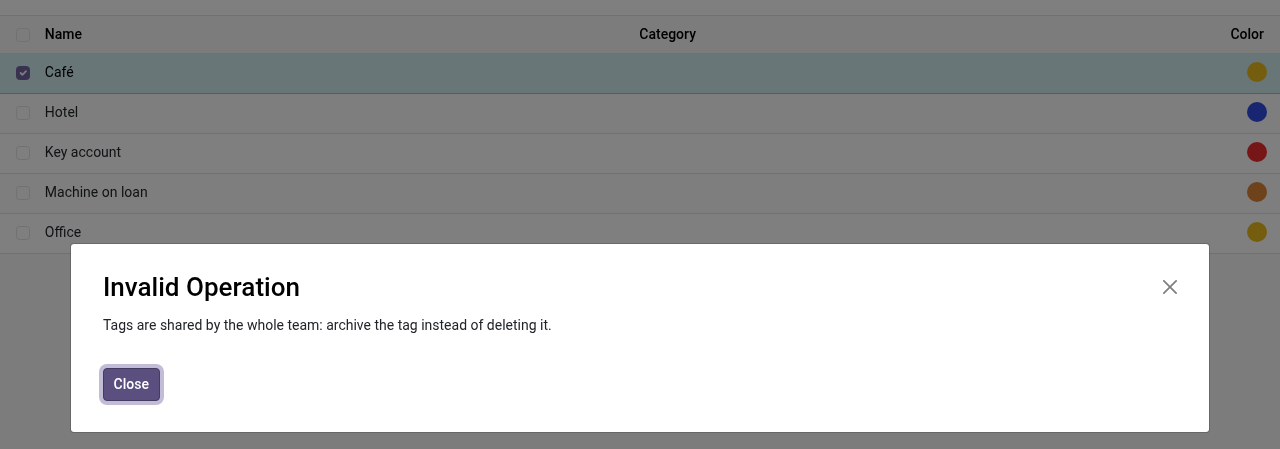 Name Category Color
Café
Hotel
Key account
Machine on loan
Office
Invalid Operation
Tags are shared by the whole team: archive the tag instead of deleting it.
Close